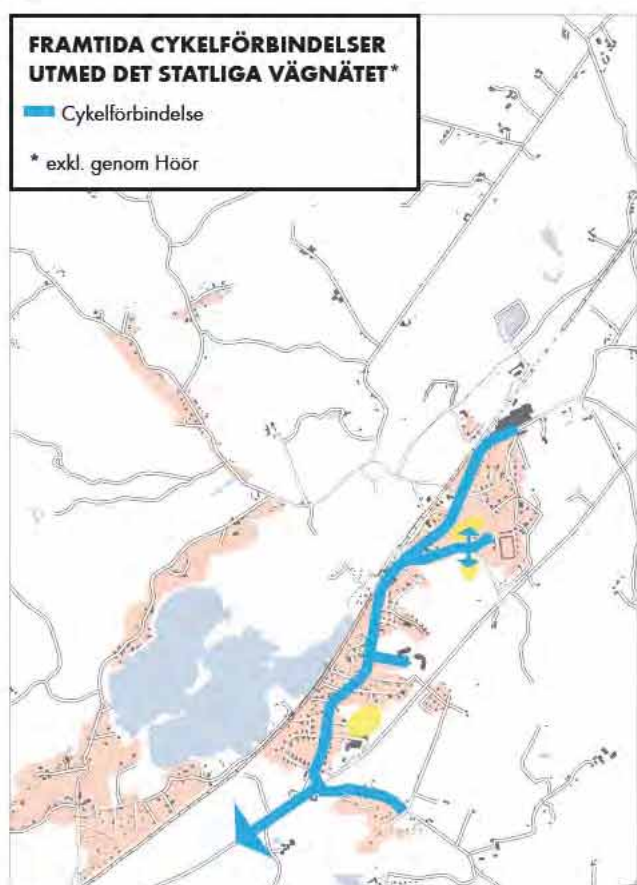 FRAMTIDA CYKELFÖRBINDELSER
UTMED DET STATLIGA VÄGNÄTET*
Cykelförbindelse
* exkl. genom Höör